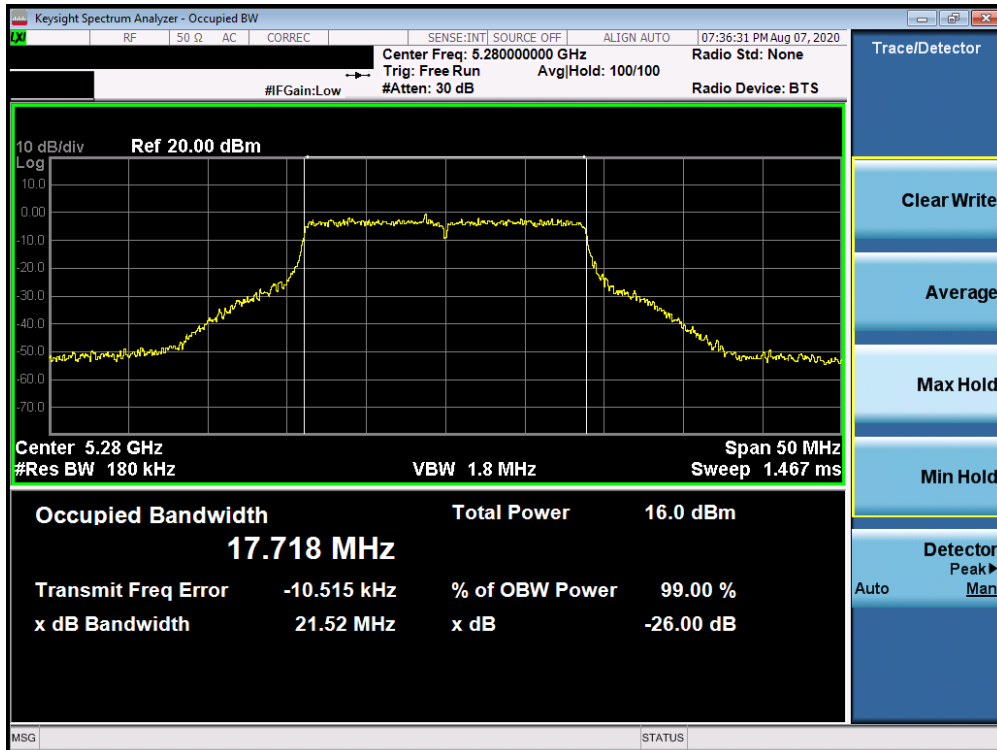 Keysight Spectrum Analyzer - Occupied BW
LXI RF 50 Ω AC CORREC SENSE:INT SOURCE OFF ALIGN AUTO 07:36:31 PM Aug 07, 2020
Center Freq: 5.280000000 GHz Radio Std: None
Trig: Free Run Avg|Hold: 100/100
#IFGain:Low #Atten: 30 dB Radio Device: BTS
Trace/Detector
10 dB/div Ref 20.00 dBm
Log
10.0
0.00
-10.0
-20.0
-30.0
-40.0
-50.0
-60.0
-70.0
Center 5.28 GHz Span 50 MHz
#Res BW 180 kHz VBW 1.8 MHz Sweep 1.467 ms
Occupied Bandwidth Total Power 16.0 dBm
17.718 MHz
Transmit Freq Error -10.515 kHz % of OBW Power 99.00 %
x dB Bandwidth 21.52 MHz x dB -26.00 dB
Clear Write
Average
Max Hold
Min Hold
Detector
Peak▶
Auto Man
MSG STATUS